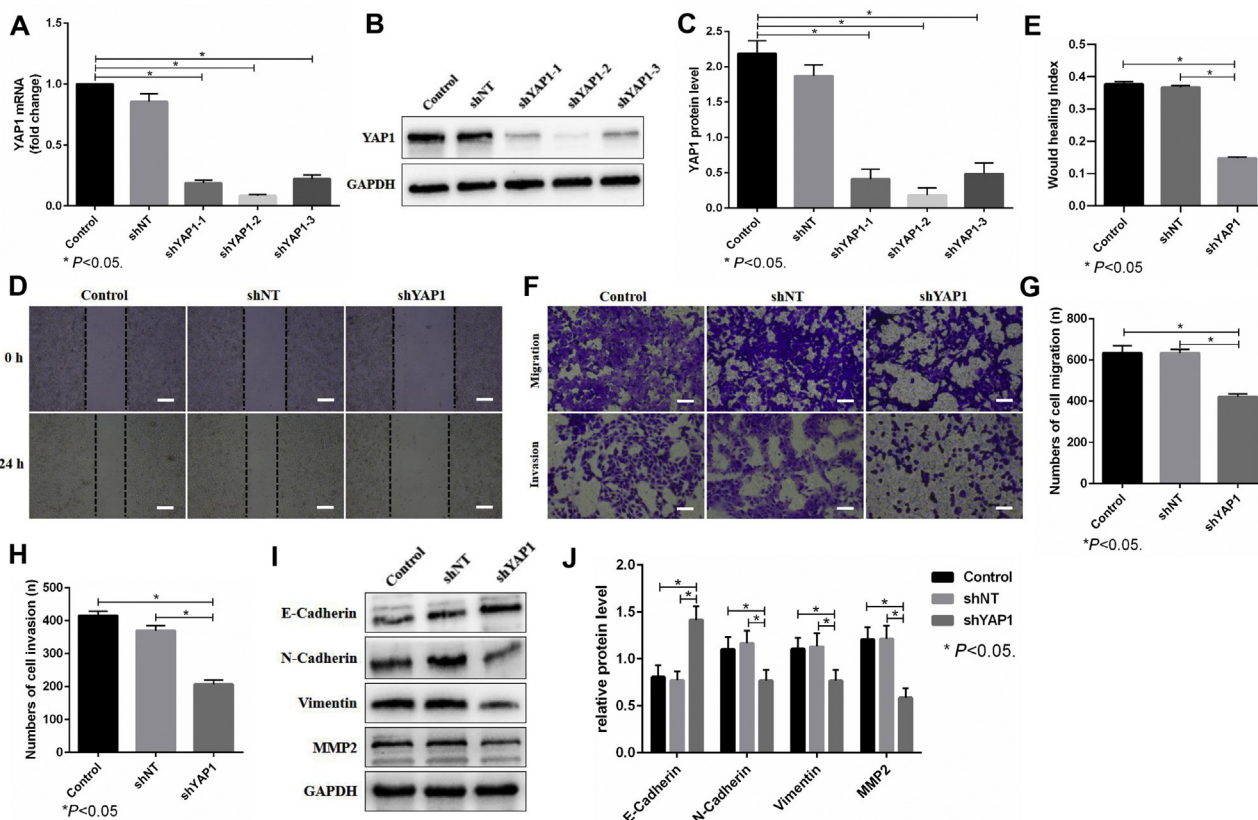 A
YAP1 mRNA
(fold change)
1.5
1.0
0.5
0.0
*
*
*
Control
shNT
shYAP1-1
shYAP1-2
shYAP1-3
* P<0.05.
B
Control
shNT
shYAP1-1
shYAP1-2
shYAP1-3
YAP1
GAPDH
C
YAP1 protein level
2.5
2.0
1.5
1.0
0.5
0.0
*
*
*
Control
shNT
shYAP1-1
shYAP1-2
shYAP1-3
* P<0.05.
E
Would healing Index
0.4
0.3
0.2
0.1
0.0
*
*
Control
shNT
shYAP1
* P<0.05
D
Control
shNT
shYAP1
0 h
24 h
F
Control
shNT
shYAP1
Migration
Invasion
G
Numbers of cell migration (n)
800
600
400
200
0
*
*
Control
shNT
shYAP1
*P<0.05.
H
Numbers of cell invasion (n)
500
400
300
200
100
0
*
*
Control
shNT
shYAP1
*P<0.05
I
Control
shNT
shYAP1
E-Cadherin
N-Cadherin
Vimentin
MMP2
GAPDH
J
relative protein level
2.0
1.5
1.0
0.5
0.0
*
*
*
*
*
*
*
*
E-Cadherin
N-Cadherin
Vimentin
MMP2
Control
shNT
shYAP1
* P<0.05.